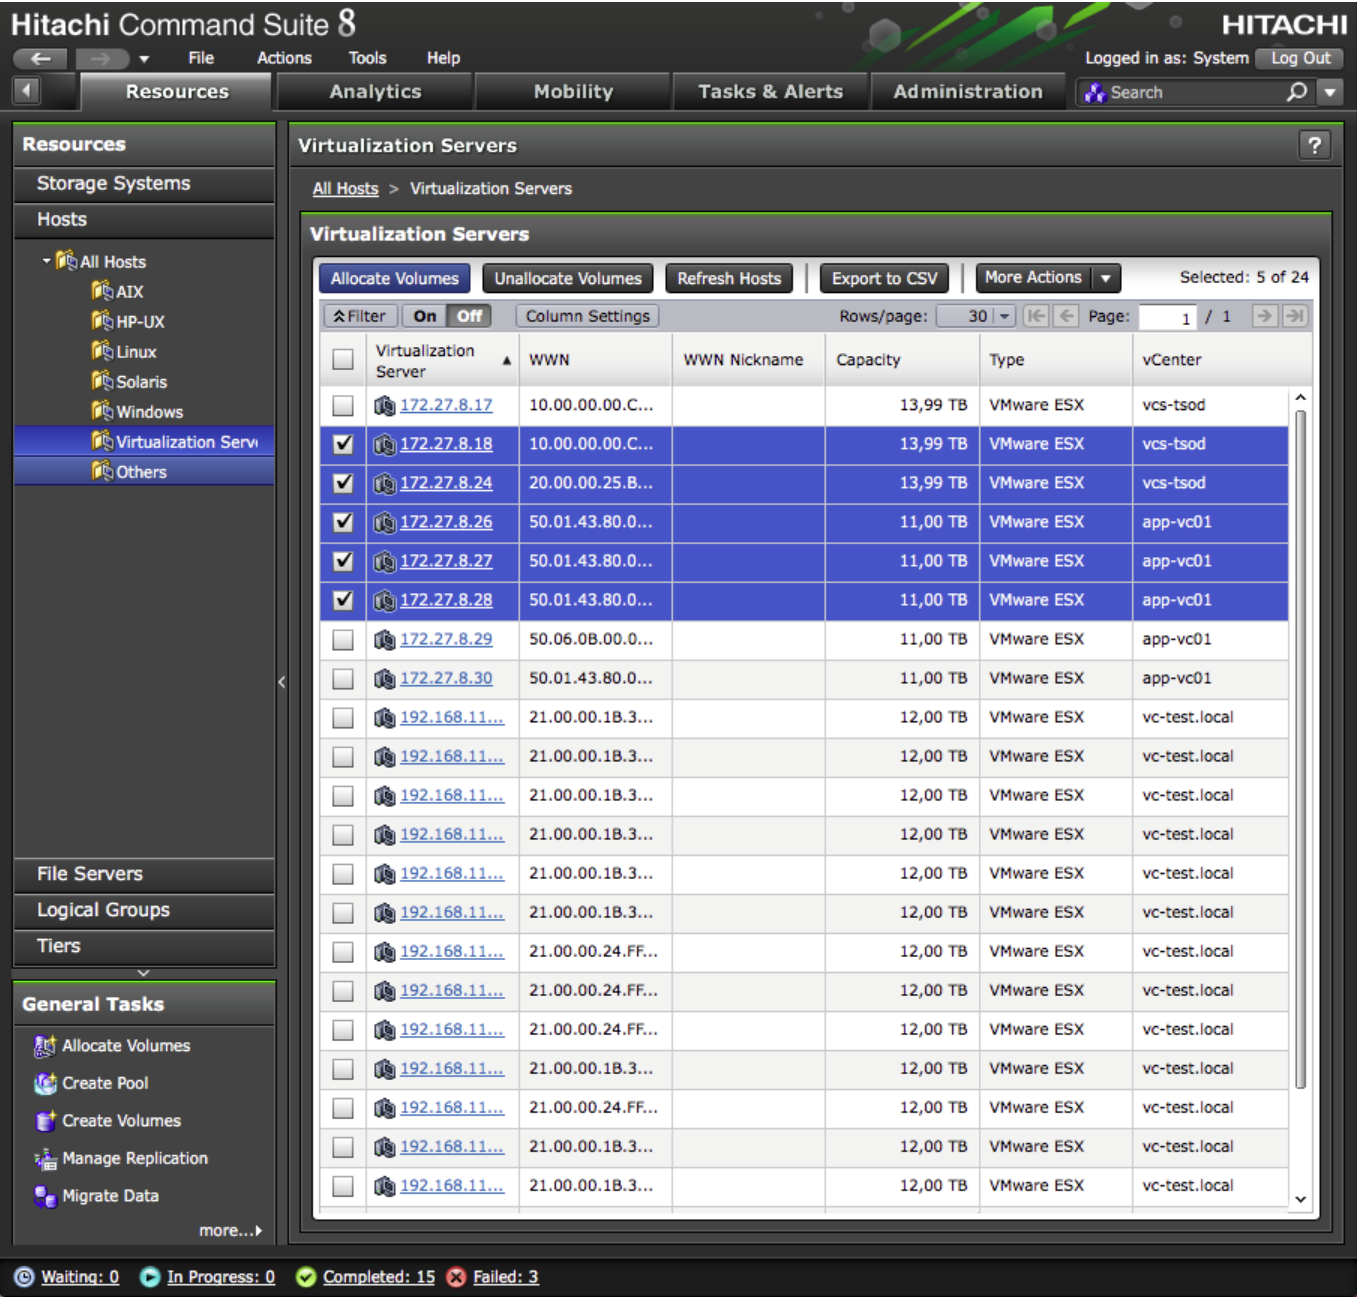 Hitachi Command Suite 8
HITACHI
File Actions Tools Help
Logged in as: System Log Out
Resources Analytics Mobility Tasks & Alerts Administration Search
Resources
Storage Systems
Hosts
All Hosts
AIX
HP-UX
Linux
Solaris
Windows
Virtualization Serv
Others
File Servers
Logical Groups
Tiers
General Tasks
Allocate Volumes
Create Pool
Create Volumes
Manage Replication
Migrate Data
more...
Virtualization Servers ?
All Hosts > Virtualization Servers
Virtualization Servers
Allocate Volumes Unallocate Volumes Refresh Hosts Export to CSV More Actions Selected: 5 of 24
Filter On Off Column Settings Rows/page: 30 Page: 1 / 1
Virtualization Server WWN WWN Nickname Capacity Type vCenter
172.27.8.17 10.00.00.00.C... 13,99 TB VMware ESX vcs-tsod
172.27.8.18 10.00.00.00.C... 13,99 TB VMware ESX vcs-tsod
172.27.8.24 20.00.00.25.B... 13,99 TB VMware ESX vcs-tsod
172.27.8.26 50.01.43.80.0... 11,00 TB VMware ESX app-vc01
172.27.8.27 50.01.43.80.0... 11,00 TB VMware ESX app-vc01
172.27.8.28 50.01.43.80.0... 11,00 TB VMware ESX app-vc01
172.27.8.29 50.06.0B.00.0... 11,00 TB VMware ESX app-vc01
172.27.8.30 50.01.43.80.0... 11,00 TB VMware ESX app-vc01
192.168.11... 21.00.00.1B.3... 12,00 TB VMware ESX vc-test.local
192.168.11... 21.00.00.1B.3... 12,00 TB VMware ESX vc-test.local
192.168.11... 21.00.00.1B.3... 12,00 TB VMware ESX vc-test.local
192.168.11... 21.00.00.1B.3... 12,00 TB VMware ESX vc-test.local
192.168.11... 21.00.00.1B.3... 12,00 TB VMware ESX vc-test.local
192.168.11... 21.00.00.1B.3... 12,00 TB VMware ESX vc-test.local
192.168.11... 21.00.00.24.FF... 12,00 TB VMware ESX vc-test.local
192.168.11... 21.00.00.24.FF... 12,00 TB VMware ESX vc-test.local
192.168.11... 21.00.00.24.FF... 12,00 TB VMware ESX vc-test.local
192.168.11... 21.00.00.1B.3... 12,00 TB VMware ESX vc-test.local
192.168.11... 21.00.00.24.FF... 12,00 TB VMware ESX vc-test.local
192.168.11... 21.00.00.1B.3... 12,00 TB VMware ESX vc-test.local
192.168.11... 21.00.00.1B.3... 12,00 TB VMware ESX vc-test.local
Waiting: 0 In Progress: 0 Completed: 15 Failed: 3